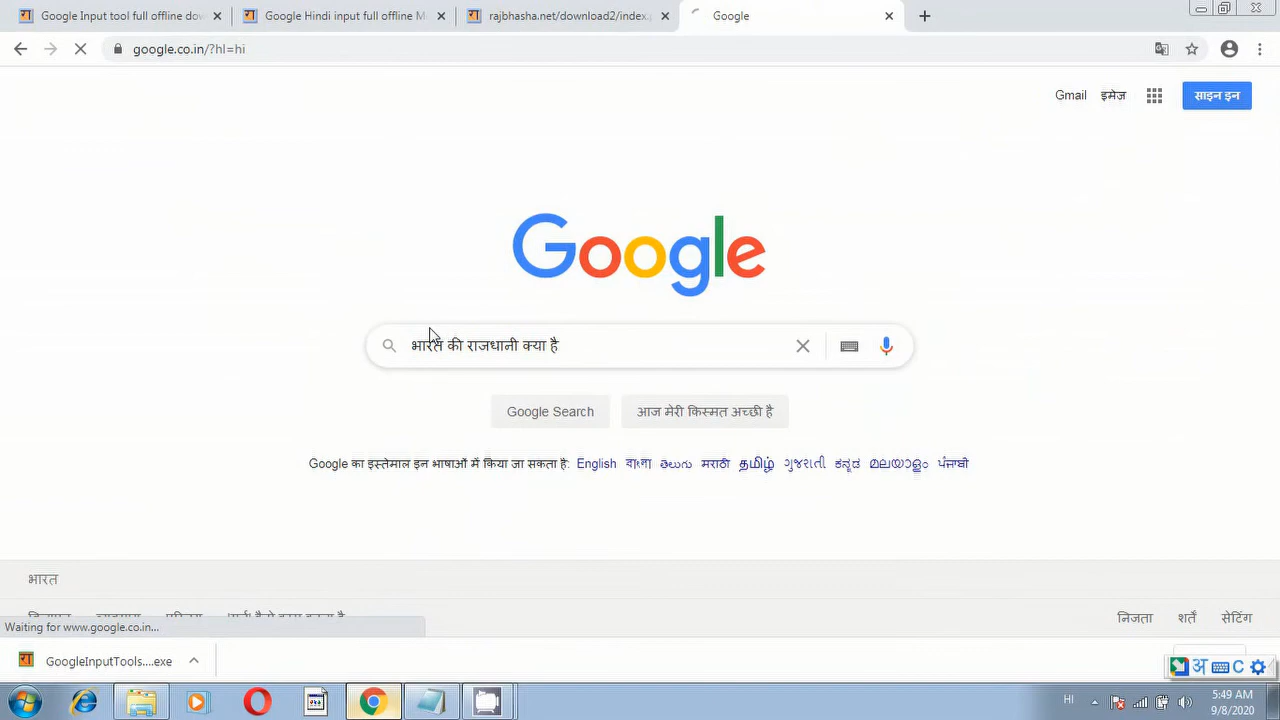 Google Input tool full offline dov
Google Hindi input full offline M
rajbhasha.net/download2/index.
Google
google.co.in/?hl=hi
Gmail इमेज साइन इन
Google
भारत की राजधानी क्या है
Google Search आज मेरी किस्मत अच्छी है
Google का इस्तेमाल इन भाषाओं में किया जा सकता है: English বাংলা తెలుగు मराठी தமிழ் ગુજરાતી ಕನ್ನಡ മലയാളം ਪੰਜਾਬੀ
भारत
निजता शर्तें सेटिंग
Waiting for www.google.co.in...
GoogleInputTools....exe
अ
HI
5:49 AM
9/8/2020